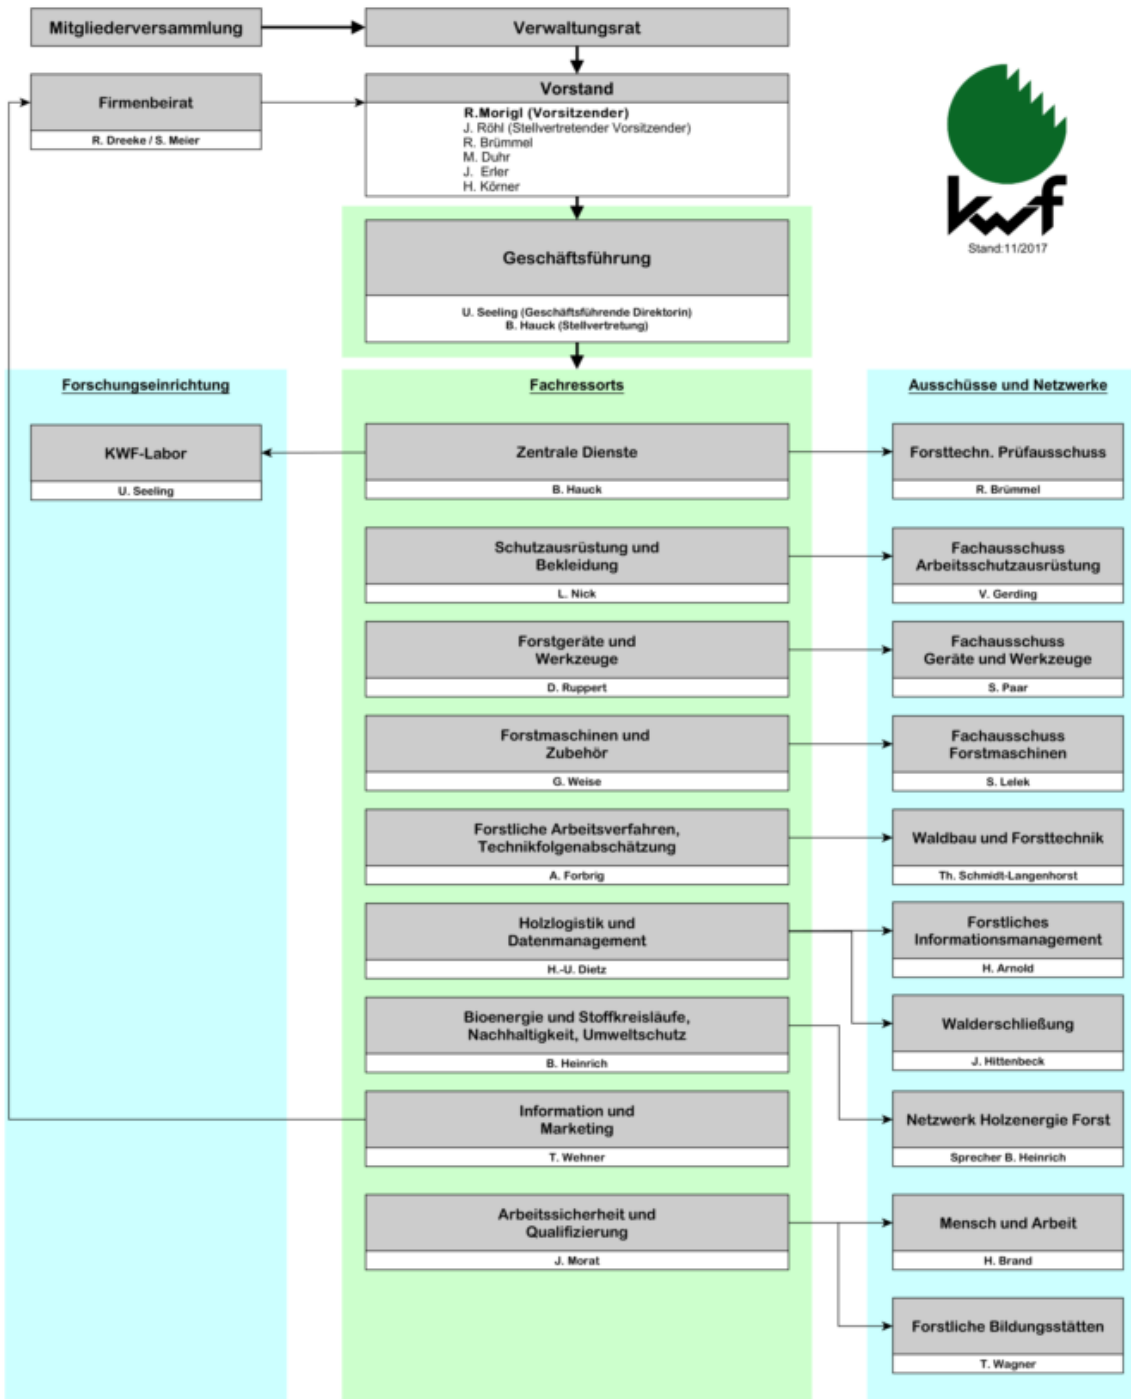 Mitgliederversammlung
Verwaltungsrat
Firmenbeirat
R. Dreeke / S. Meier
Vorstand
R.Morigl (Vorsitzender)
J. Röhl (Stellvertretender Vorsitzender)
R. Brümmel
M. Duhr
J. Erler
H. Körner
kwf
Stand:11/2017
Geschäftsführung
U. Seeling (Geschäftsführende Direktorin)
B. Hauck (Stellvertretung)
Forschungseinrichtung
KWF-Labor
U. Seeling
Fachressorts
Zentrale Dienste
B. Hauck
Schutzausrüstung und
Bekleidung
L. Nick
Forstgeräte und
Werkzeuge
D. Ruppert
Forstmaschinen und
Zubehör
G. Weise
Forstliche Arbeitsverfahren,
Technikfolgenabschätzung
A. Forbrig
Holzlogistik und
Datenmanagement
H.-U. Dietz
Bioenergie und Stoffkreisläufe,
Nachhaltigkeit, Umweltschutz
B. Heinrich
Information und
Marketing
T. Wehner
Arbeitssicherheit und
Qualifizierung
J. Morat
Ausschüsse und Netzwerke
Forsttechn. Prüfausschuss
R. Brümmel
Fachausschuss
Arbeitsschutzausrüstung
V. Gerding
Fachausschuss
Geräte und Werkzeuge
S. Paar
Fachausschuss
Forstmaschinen
S. Lelek
Waldbau und Forsttechnik
Th. Schmidt-Langenhorst
Forstliches
Informationsmanagement
H. Arnold
Walderschließung
J. Hittenbeck
Netzwerk Holzenergie Forst
Sprecher B. Heinrich
Mensch und Arbeit
H. Brand
Forstliche Bildungsstätten
T. Wagner